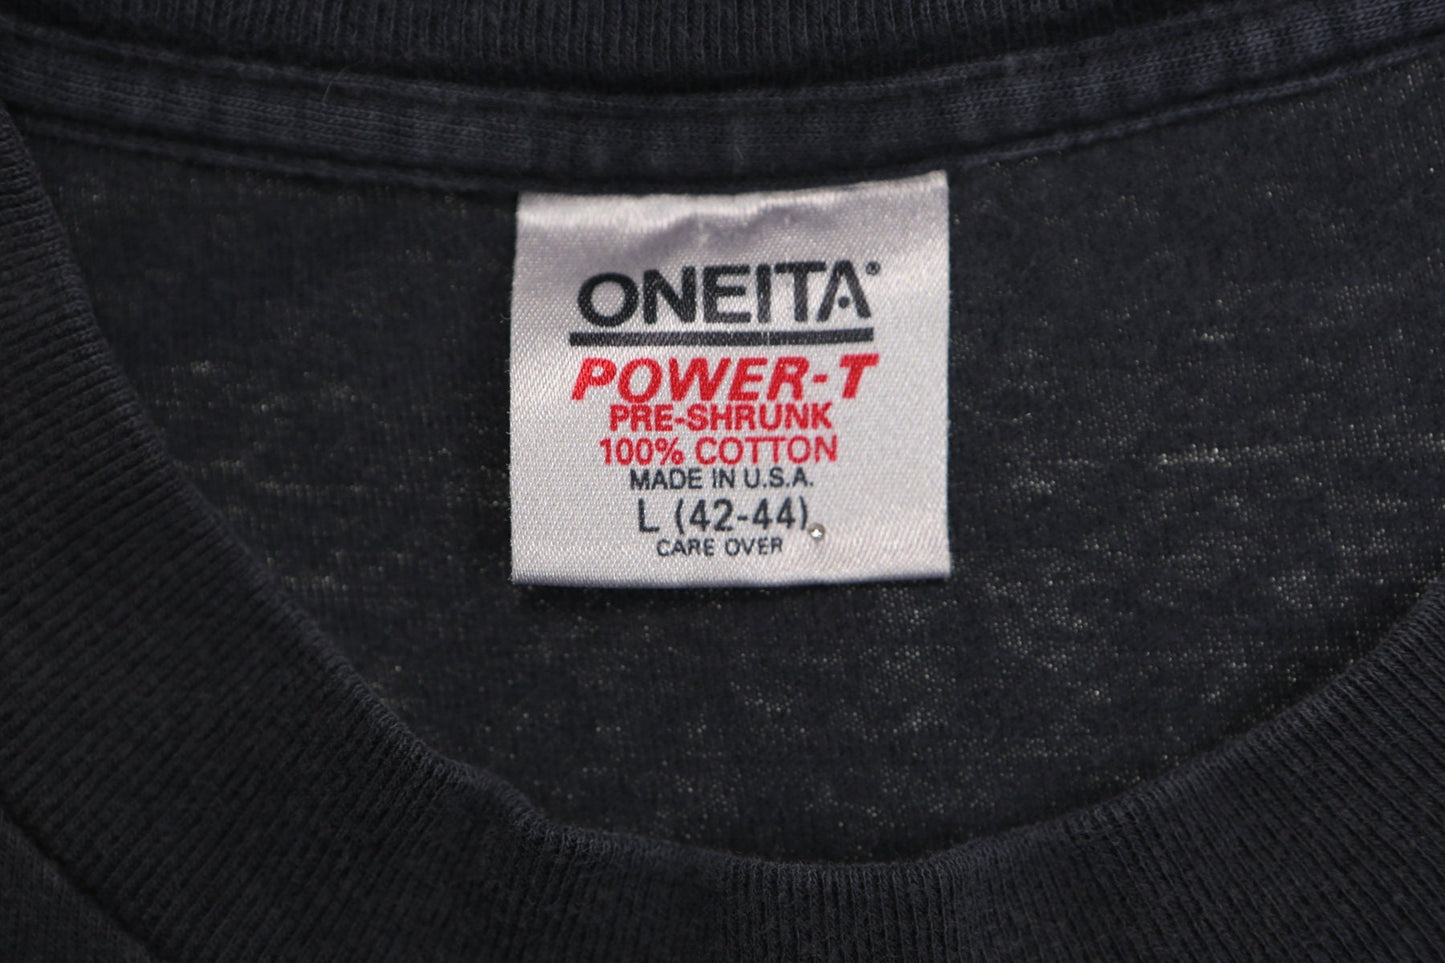 ONEITA®
POWER-T
PRE-SHRUNK
100% COTTON
MADE IN U.S.A.
L (42-44)
CARE OVER